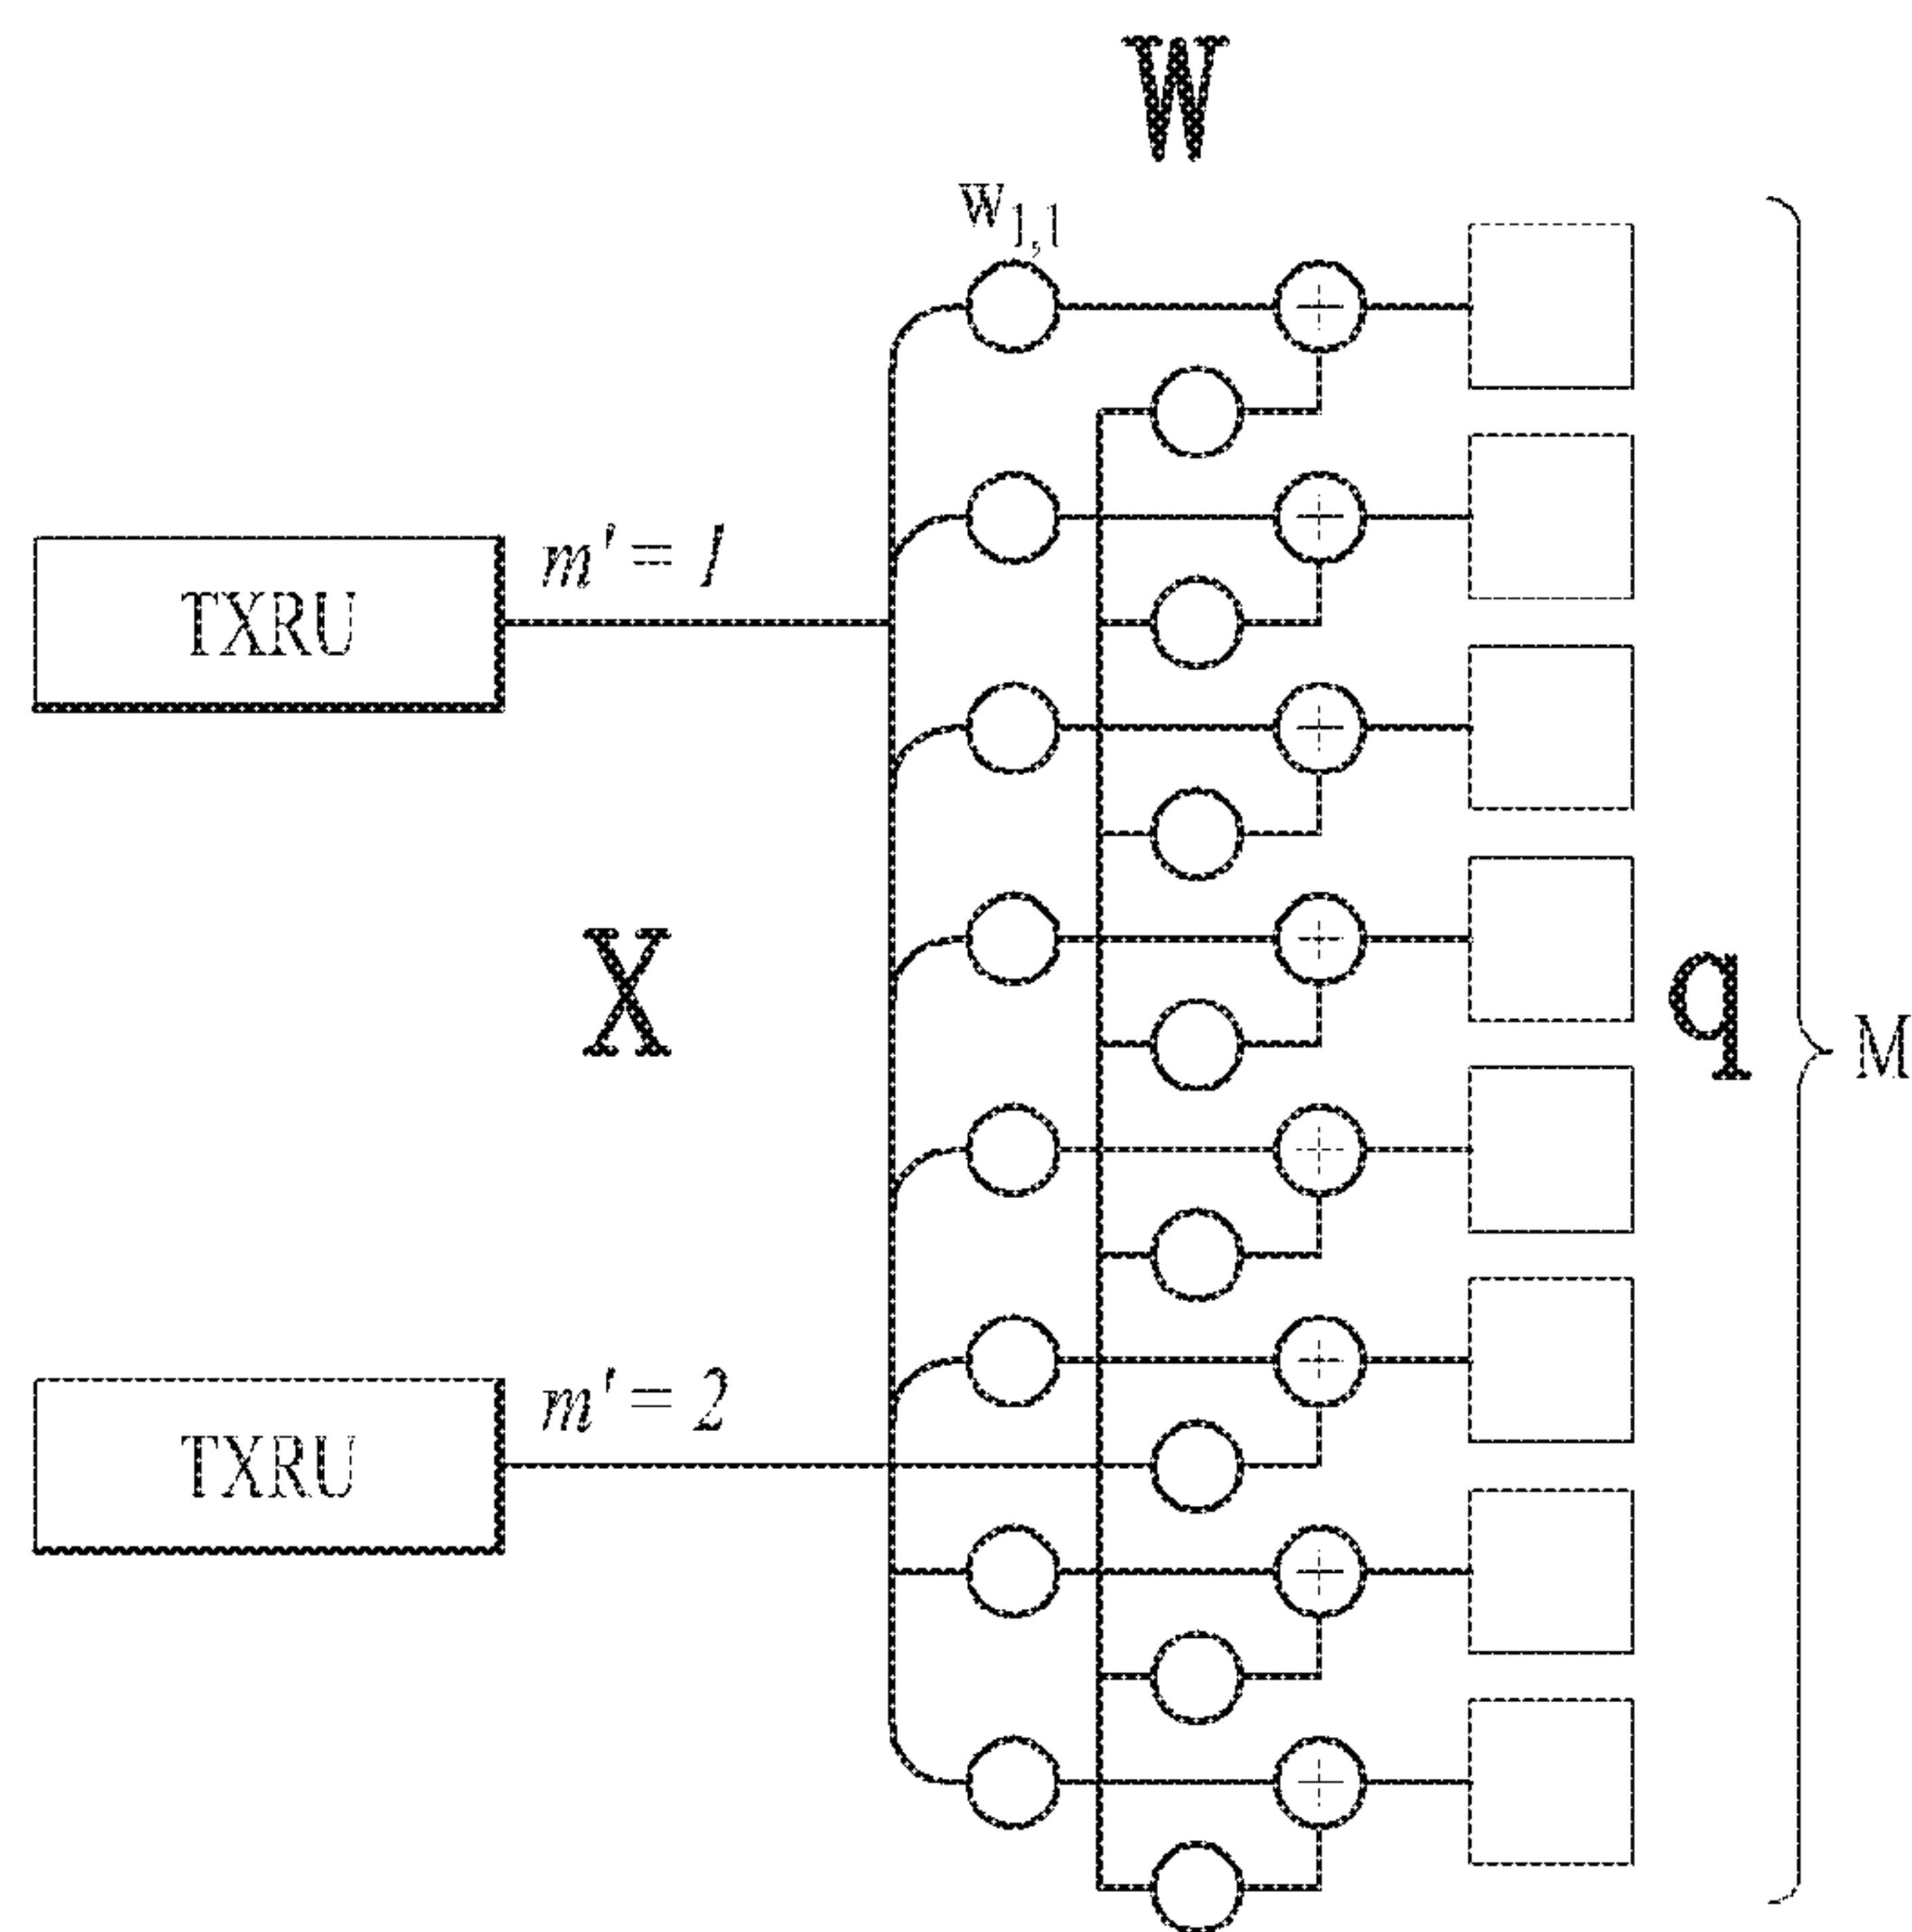 W
w1,1
m' = 1
TXRU
X
q
M
m' = 2
TXRU